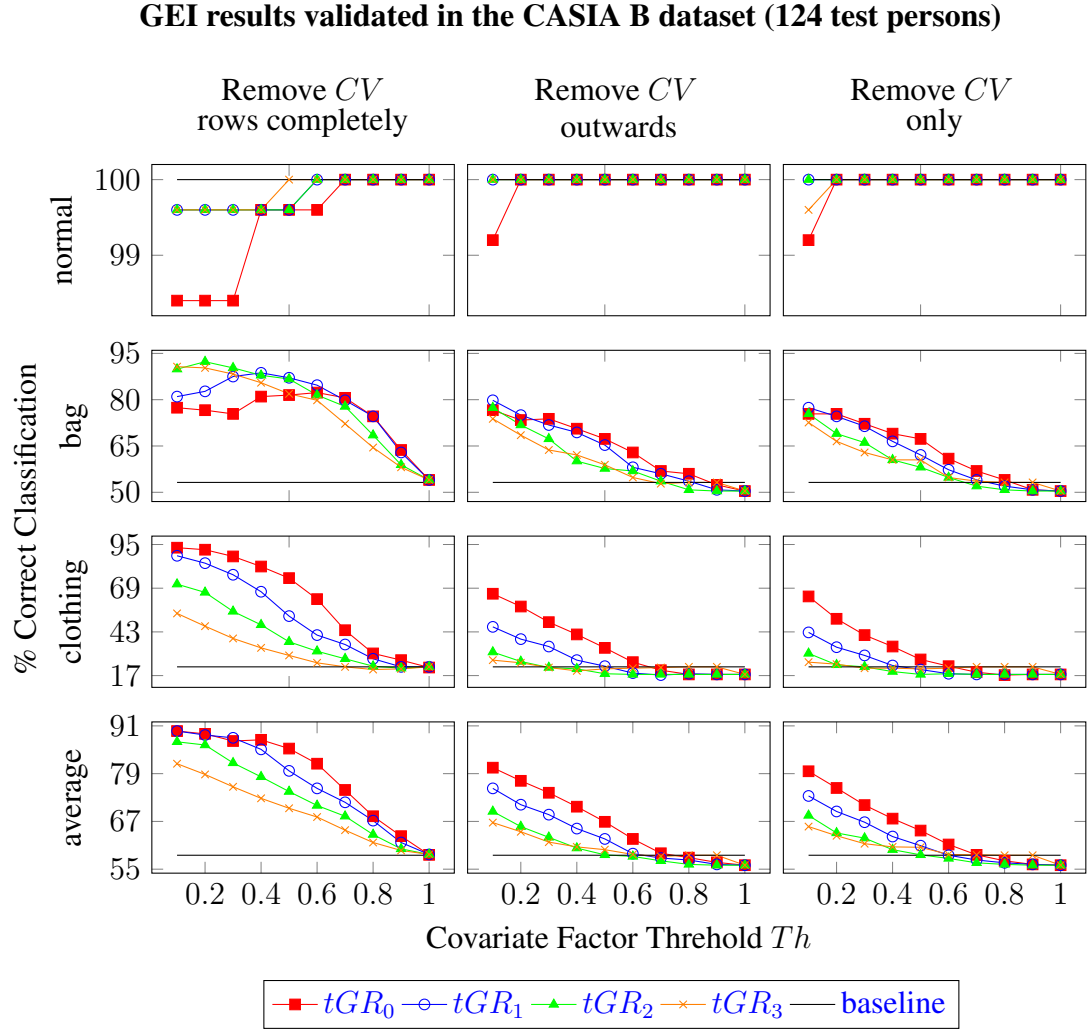 GEI results validated in the CASIA B dataset (124 test persons)
Remove CV
rows completely
Remove CV
outwards
Remove CV
only
% Correct Classification
normal
100
99
bag
95
80
65
50
clothing
95
69
43
17
average
91
79
67
55
0.2 0.4 0.6 0.8 1
0.2 0.4 0.6 0.8 1
0.2 0.4 0.6 0.8 1
Covariate Factor Threshold Th
tGR₀ tGR₁ tGR₂ tGR₃ baseline